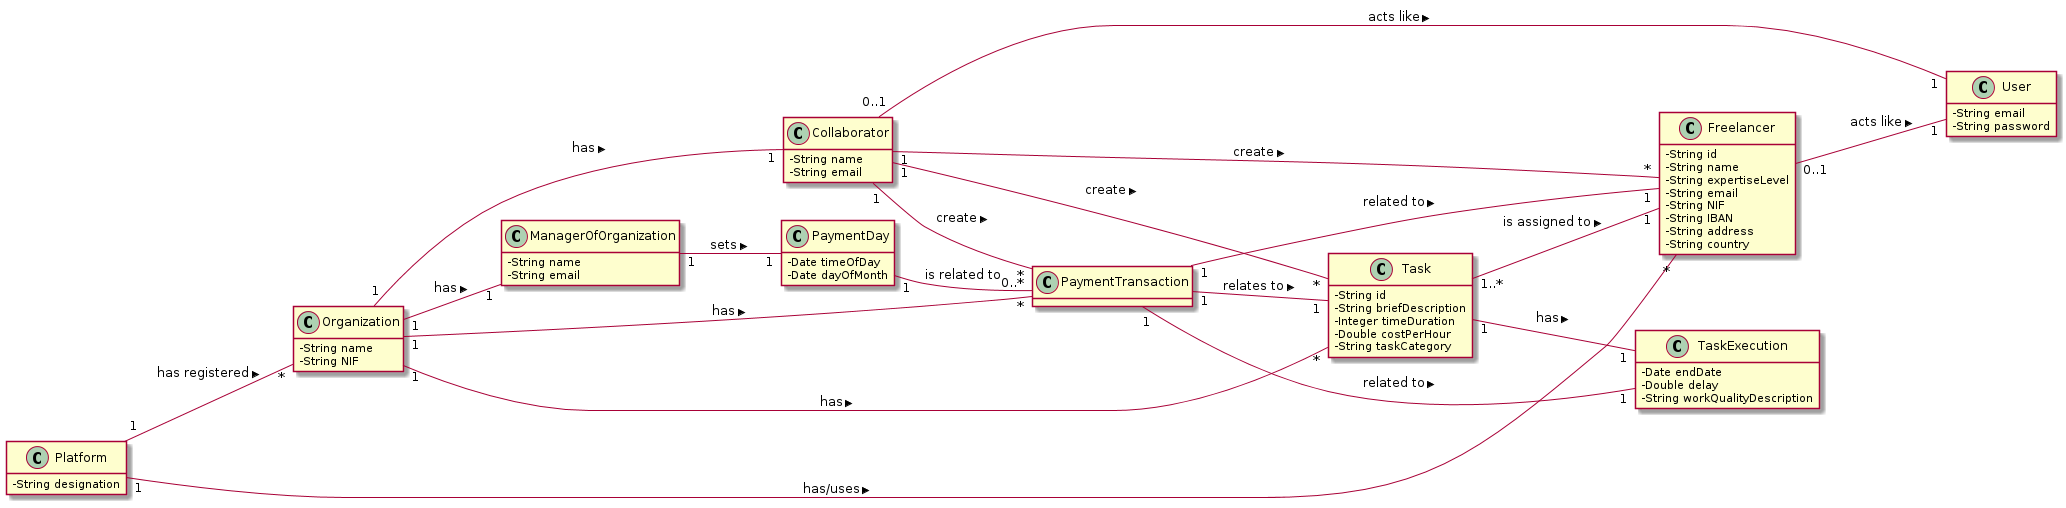 acts like ▶
0..1
1
C User
-String email
-String password
C Collaborator
-String name
-String email
C Freelancer
-String id
-String name
-String expertiseLevel
-String email
-String NIF
-String IBAN
-String address
-String country
acts like ▶
1
0..1
has ▶
1
1
create ▶
1
*
create ▶
1
*
create ▶
1
*
related to ▶
1
1
is assigned to ▶
1
1..*
C ManagerOfOrganization
-String name
-String email
sets ▶
1
1
C PaymentDay
-Date timeOfDay
-Date dayOfMonth
is related to
1
0..*
C PaymentTransaction
relates to ▶
1
1
C Task
-String id
-String briefDescription
-Integer timeDuration
-Double costPerHour
-String taskCategory
has ▶
1
1
C Organization
-String name
-String NIF
has ▶
1
1
has ▶
1
*
has ▶
1
*
related to ▶
1
1
C TaskExecution
-Date endDate
-Double delay
-String workQualityDescription
has registered ▶
1
*
C Platform
-String designation
has/uses ▶
1
*